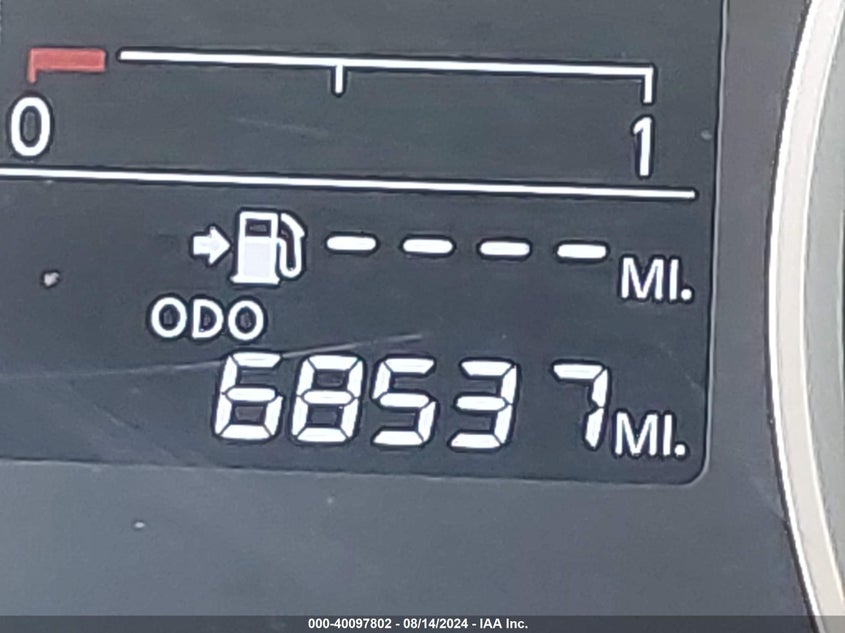 0 1
---- MI.
ODO
68537 MI.
000-40097802 - 08/14/2024 - IAA Inc.